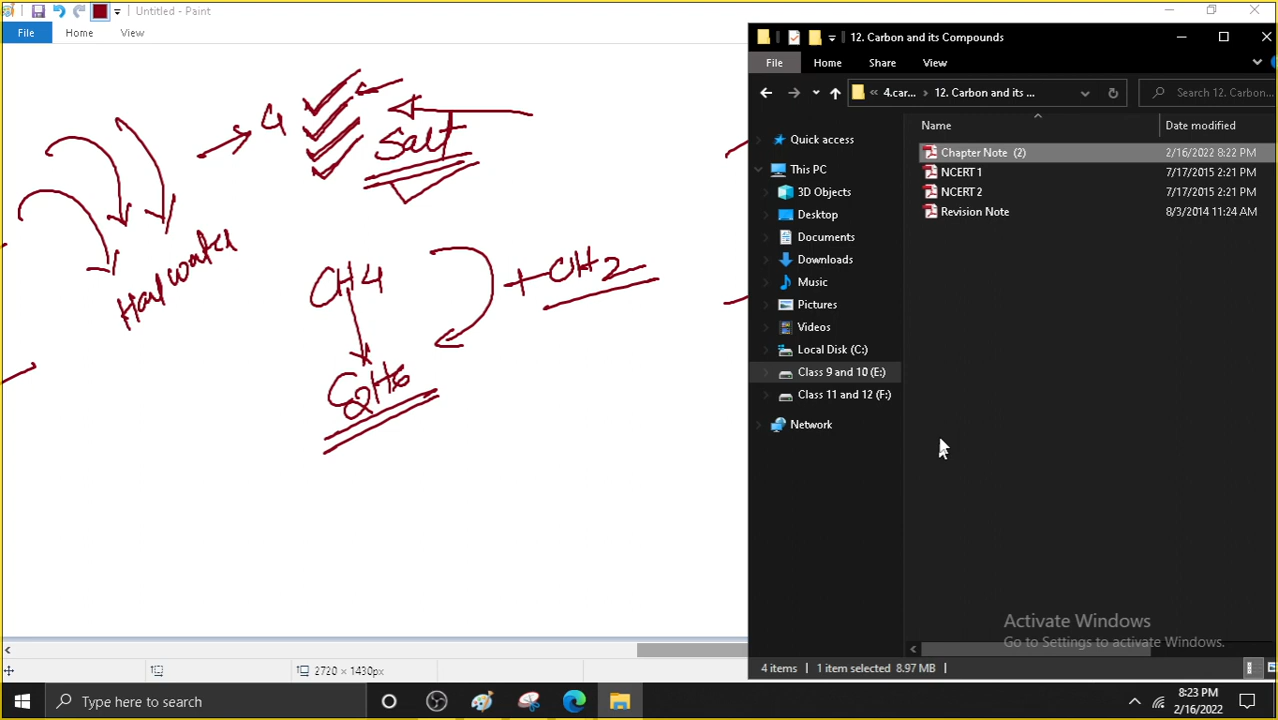 Untitled - Paint
File Home View
Salt
CH4
+CH2
C2H6
12. Carbon and its Compounds
File Home Share View
« 4.car... › 12. Carbon and its ...
Search 12. Carbon...
Name Date modified
Chapter Note (2) 2/16/2022 8:22 PM
NCERT 1 7/17/2015 2:21 PM
NCERT 2 7/17/2015 2:21 PM
Revision Note 8/3/2014 11:24 AM
Quick access
This PC
3D Objects
Desktop
Documents
Downloads
Music
Pictures
Videos
Local Disk (C:)
Class 9 and 10 (E:)
Class 11 and 12 (F:)
Network
Activate Windows
Go to Settings to activate Windows.
4 items 1 item selected 8.97 MB
2720 × 1430px
Type here to search
8:23 PM
2/16/2022